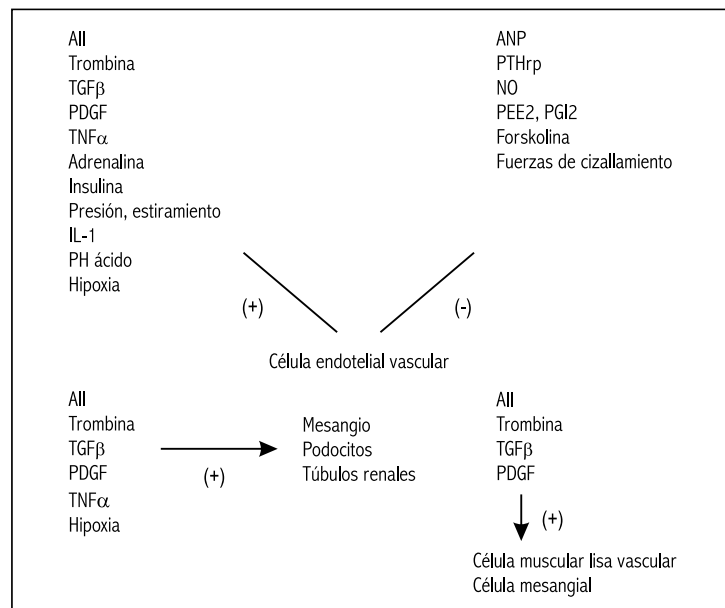 AII
Trombina
TGFβ
PDGF
TNFα
Adrenalina
Insulina
Presión, estiramiento
IL-1
PH ácido
Hipoxia
(+)
ANP
PTHrp
NO
PEE2, PGI2
Forskolina
Fuerzas de cizallamiento
(-)
Célula endotelial vascular
AII
Trombina
TGFβ
PDGF
TNFα
Hipoxia
(+)
Mesangio
Podocitos
Túbulos renales
AII
Trombina
TGFβ
PDGF
(+)
Célula muscular lisa vascular
Célula mesangial